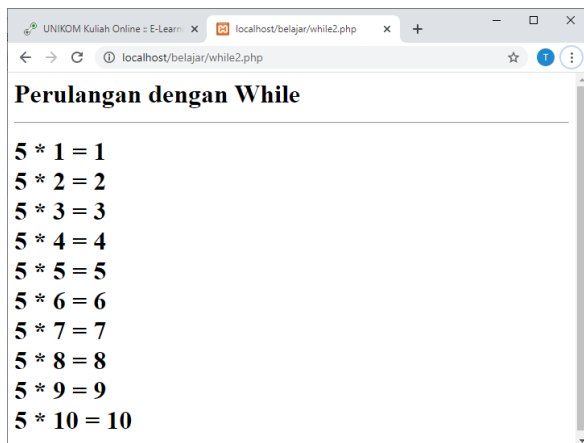 UNIKOM Kuliah Online :: E-Learn
localhost/belajar/while2.php
localhost/belajar/while2.php
T
Perulangan dengan While
5 * 1 = 1
5 * 2 = 2
5 * 3 = 3
5 * 4 = 4
5 * 5 = 5
5 * 6 = 6
5 * 7 = 7
5 * 8 = 8
5 * 9 = 9
5 * 10 = 10